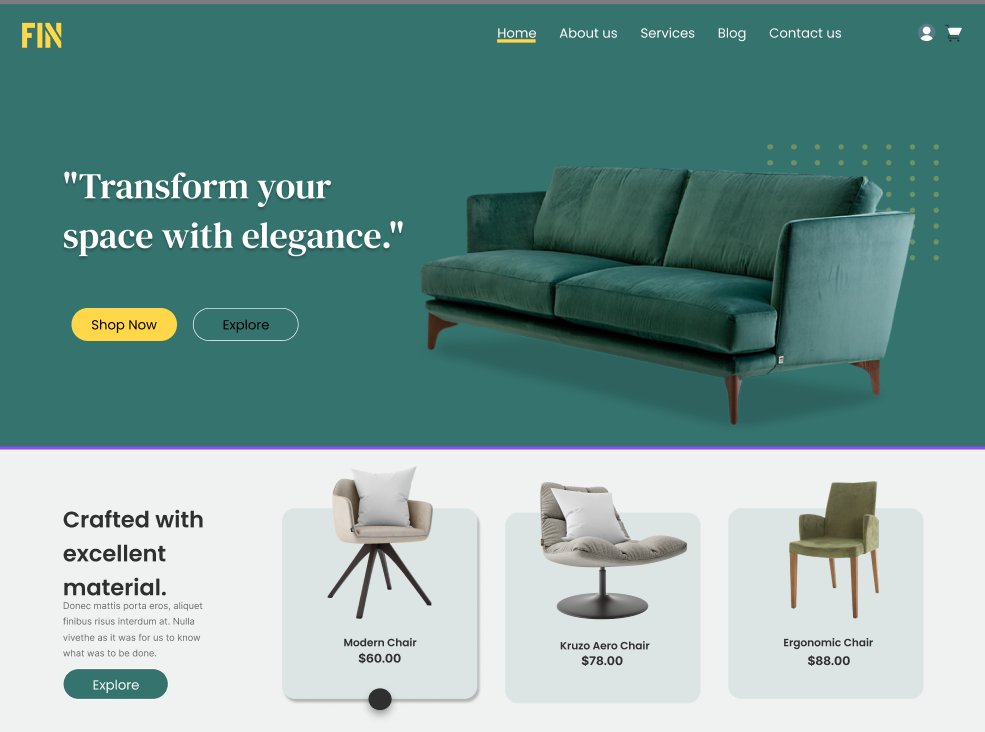 FIN
Home About us Services Blog Contact us
"Transform your
space with elegance."
Shop Now Explore
Crafted with
excellent
material.
Donec mattis porta eros, aliquet
finibus risus interdum at. Nulla
vivethe as it was for us to know
what was to be done.
Explore
Modern Chair
$60.00
Kruzo Aero Chair
$78.00
Ergonomic Chair
$88.00